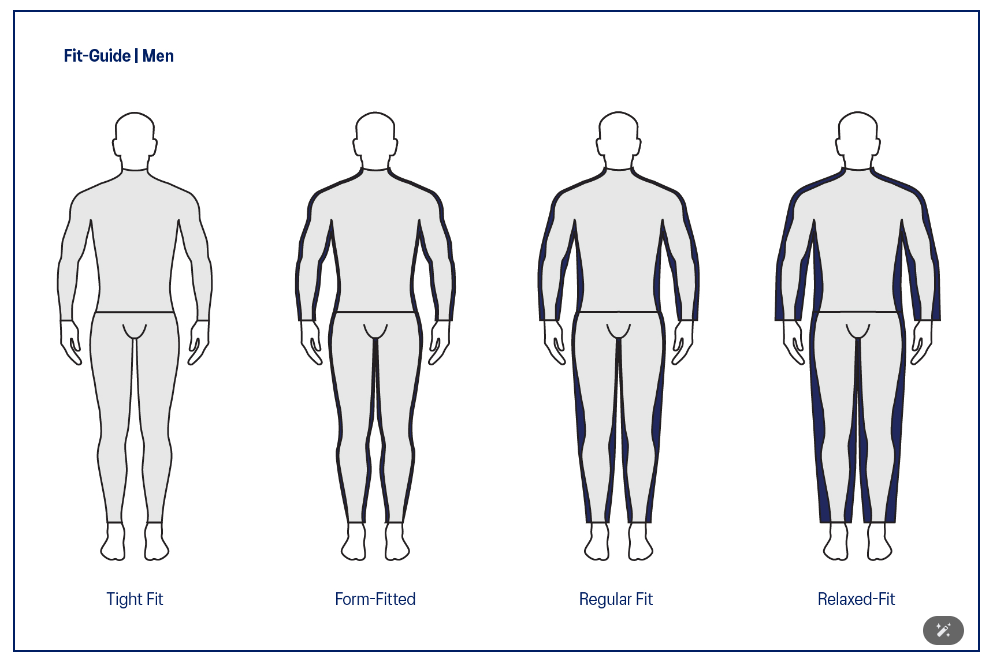 Fit-Guide | Men
Tight Fit
Form-Fitted
Regular Fit
Relaxed-Fit